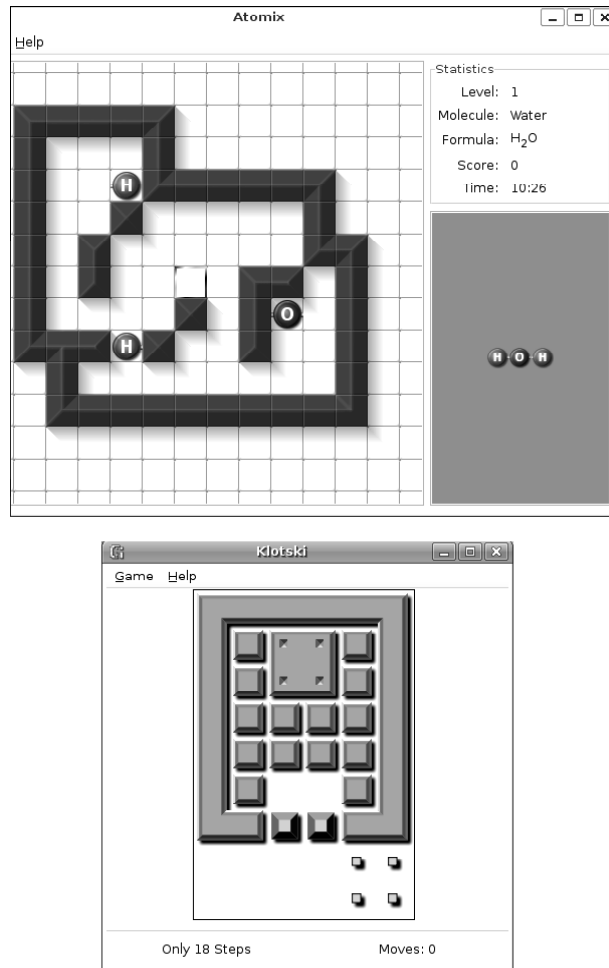 Atomix
Help
Statistics
Level: 1
Molecule: Water
Formula: H2O
Score: 0
Time: 10:26
H
O
H
H O H
Klotski
Game Help
Only 18 Steps Moves: 0